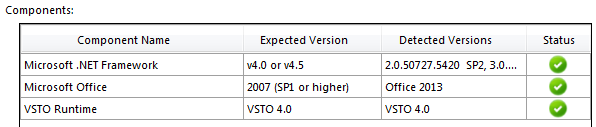 Components:
Component Name Expected Version Detected Versions Status
Microsoft .NET Framework v4.0 or v4.5 2.0.50727.5420 SP2, 3.0....
Microsoft Office 2007 (SP1 or higher) Office 2013
VSTO Runtime VSTO 4.0 VSTO 4.0